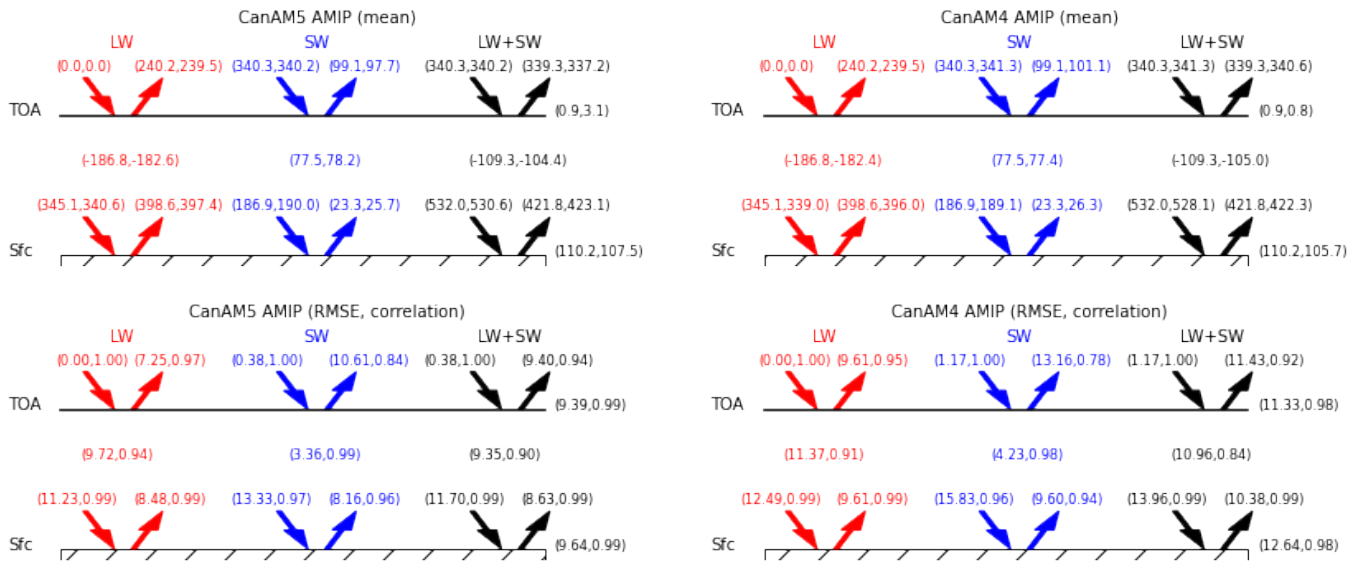 CanAM5 AMIP (mean)
LW SW LW+SW
(0.0,0.0) (240.2,239.5) (340.3,340.2) (99.1,97.7) (340.3,340.2) (339.3,337.2)
TOA (0.9,3.1)
(-186.8,-182.6) (77.5,78.2) (-109.3,-104.4)
(345.1,340.6) (398.6,397.4) (186.9,190.0) (23.3,25.7) (532.0,530.6) (421.8,423.1)
Sfc (110.2,107.5)
CanAM4 AMIP (mean)
LW SW LW+SW
(0.0,0.0) (240.2,239.5) (340.3,341.3) (99.1,101.1) (340.3,341.3) (339.3,340.6)
TOA (0.9,0.8)
(-186.8,-182.4) (77.5,77.4) (-109.3,-105.0)
(345.1,339.0) (398.6,396.0) (186.9,189.1) (23.3,26.3) (532.0,528.1) (421.8,422.3)
Sfc (110.2,105.7)
CanAM5 AMIP (RMSE, correlation)
LW SW LW+SW
(0.00,1.00) (7.25,0.97) (0.38,1.00) (10.61,0.84) (0.38,1.00) (9.40,0.94)
TOA (9.39,0.99)
(9.72,0.94) (3.36,0.99) (9.35,0.90)
(11.23,0.99) (8.48,0.99) (13.33,0.97) (8.16,0.96) (11.70,0.99) (8.63,0.99)
Sfc (9.64,0.99)
CanAM4 AMIP (RMSE, correlation)
LW SW LW+SW
(0.00,1.00) (9.61,0.95) (1.17,1.00) (13.16,0.78) (1.17,1.00) (11.43,0.92)
TOA (11.33,0.98)
(11.37,0.91) (4.23,0.98) (10.96,0.84)
(12.49,0.99) (9.61,0.99) (15.83,0.96) (9.60,0.94) (13.96,0.99) (10.38,0.99)
Sfc (12.64,0.98)